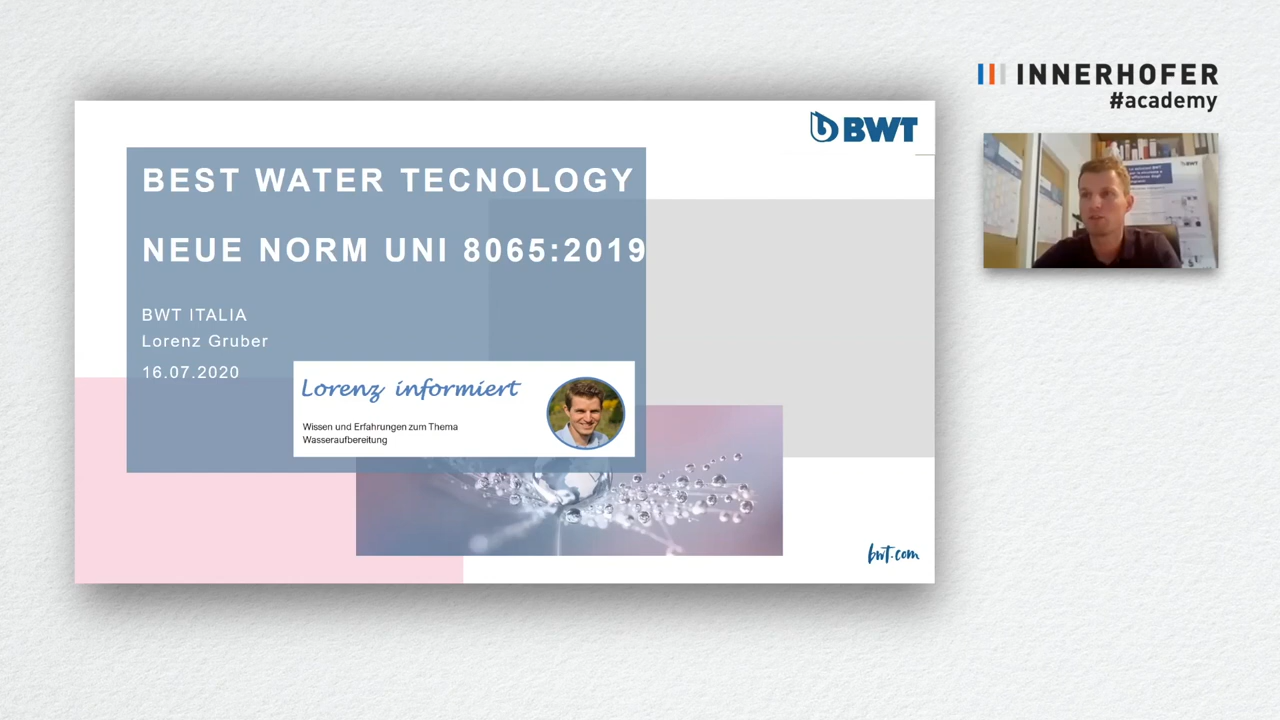 BWT
BEST WATER TECNOLOGY
NEUE NORM UNI 8065:2019
BWT ITALIA
Lorenz Gruber
16.07.2020
Lorenz informiert
Wissen und Erfahrungen zum Thema
Wasseraufbereitung
bwt.com
INNERHOFER
#academy
BWT